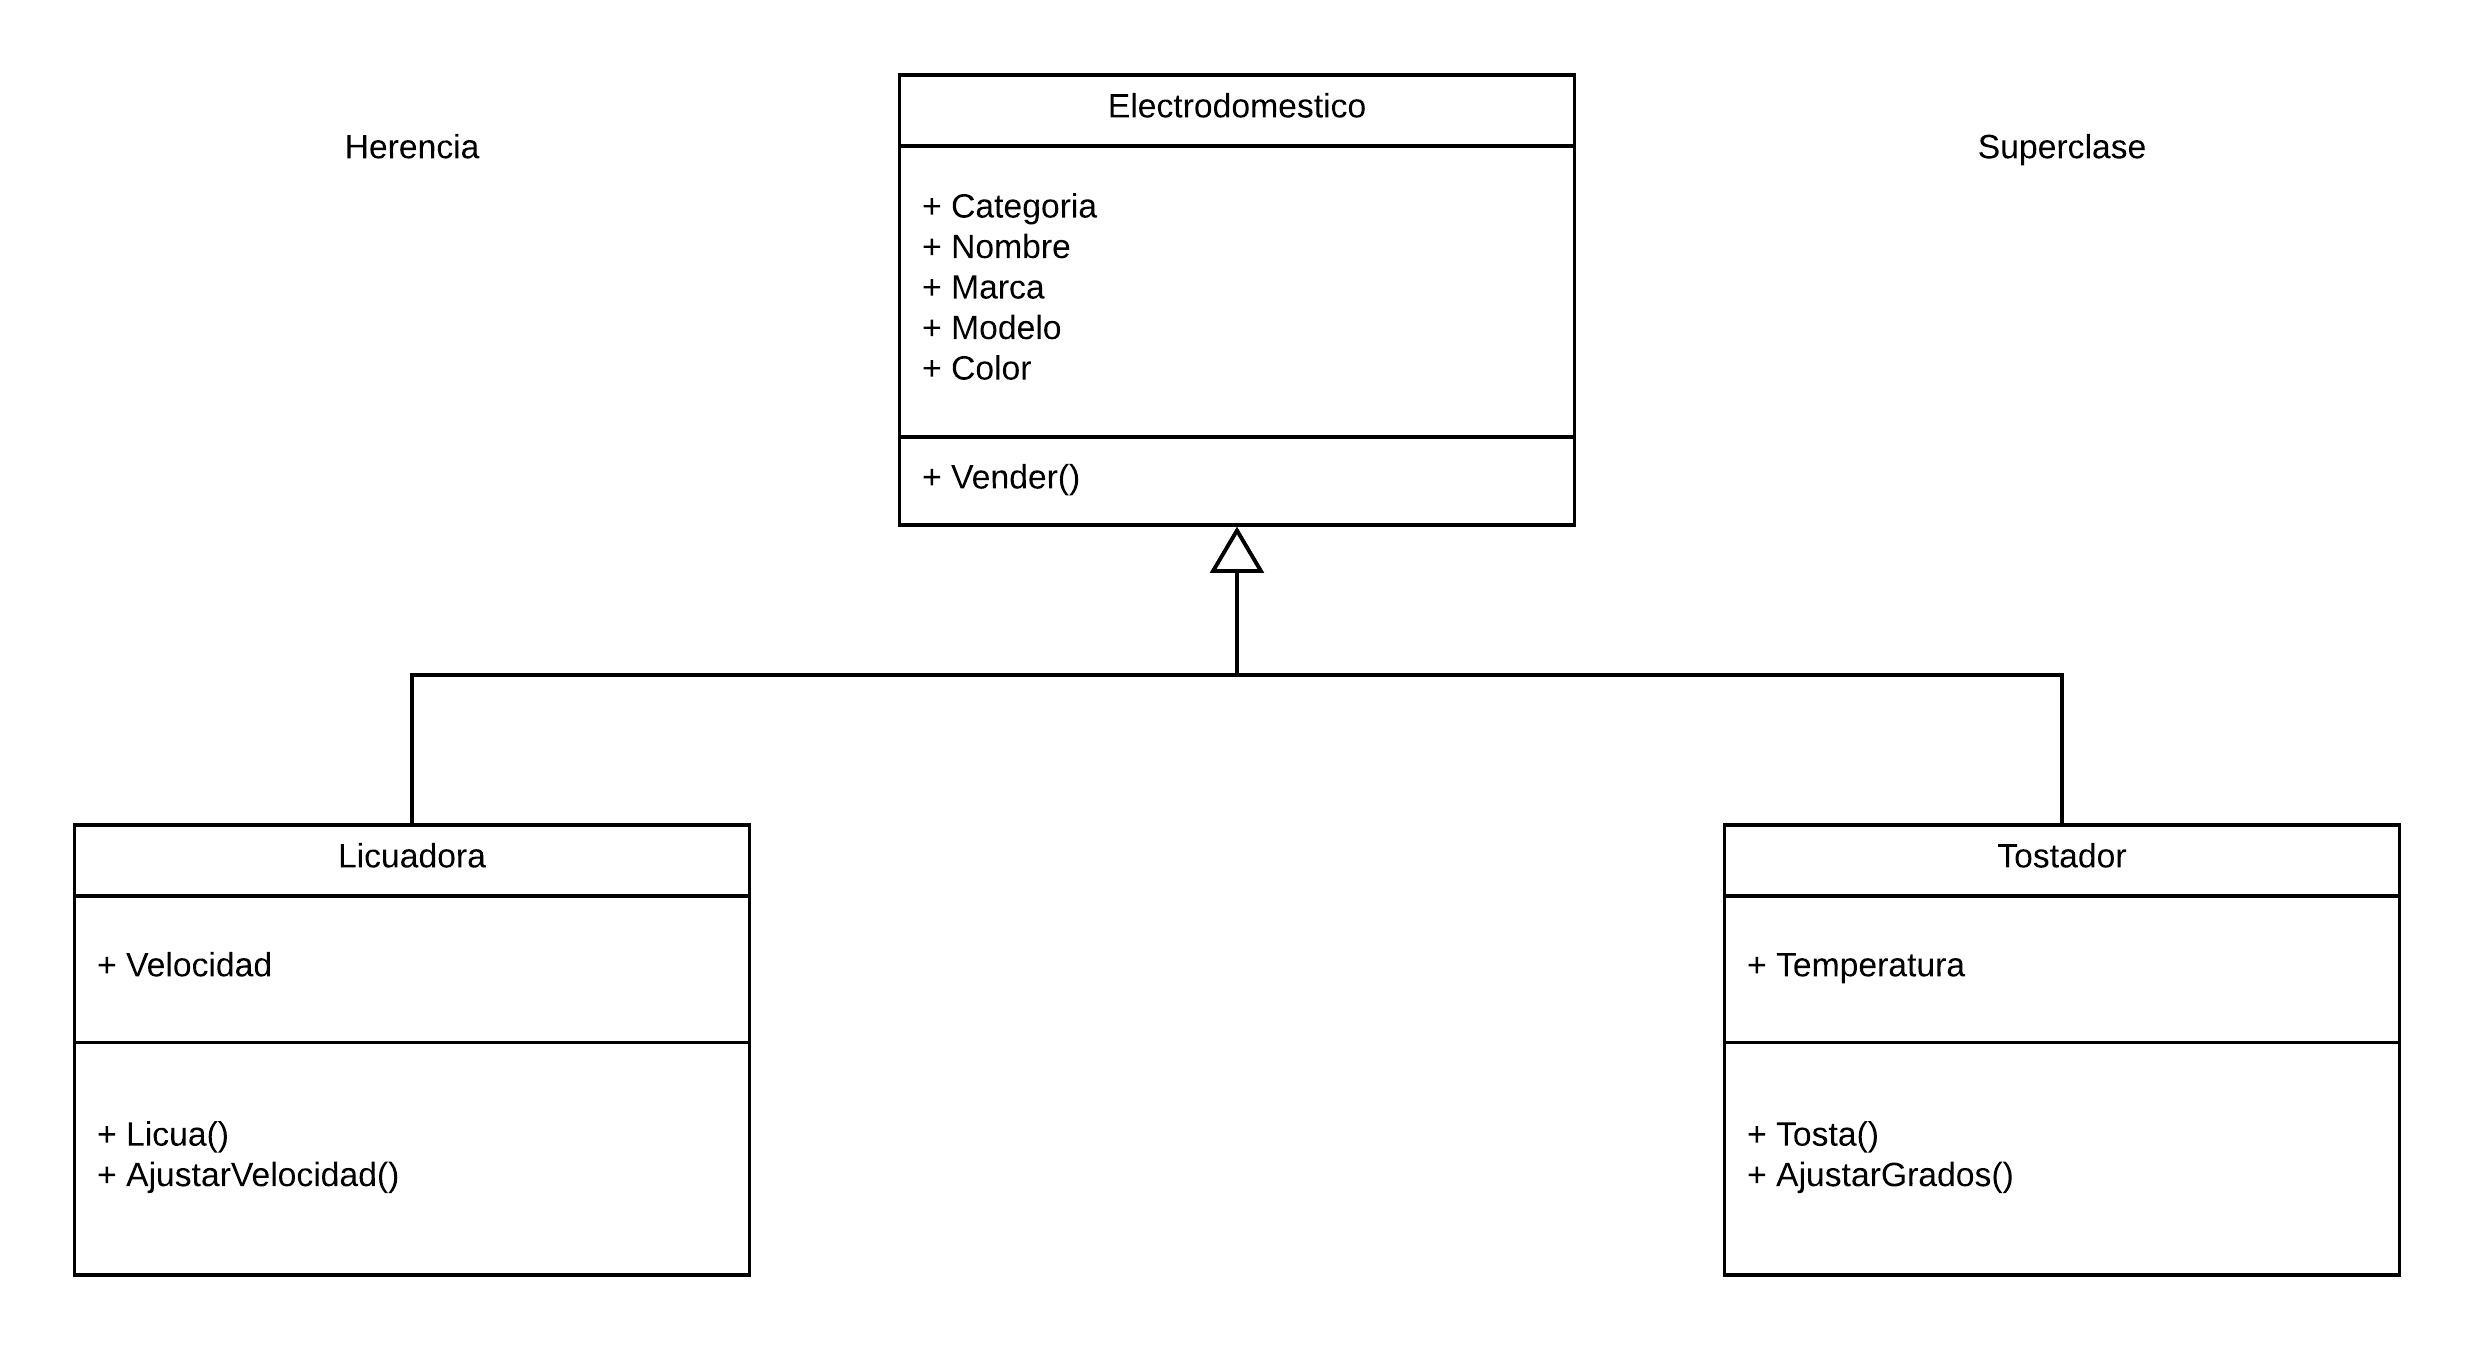 Herencia
Superclase
Electrodomestico
+ Categoria
+ Nombre
+ Marca
+ Modelo
+ Color
+ Vender()
Licuadora
+ Velocidad
+ Licua()
+ AjustarVelocidad()
Tostador
+ Temperatura
+ Tosta()
+ AjustarGrados()